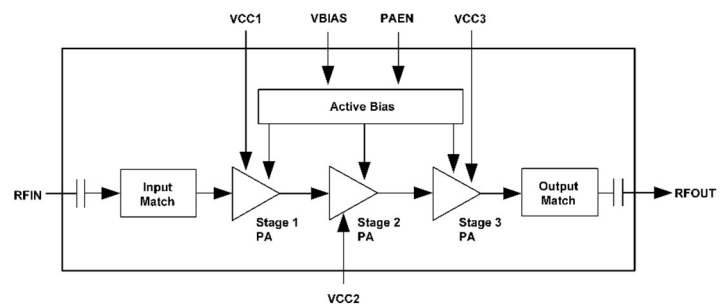 VCC1 VBIAS PAEN VCC3
Active Bias
RFIN
Input
Match
Stage 1
PA
Stage 2
PA
Stage 3
PA
Output
Match
RFOUT
VCC2